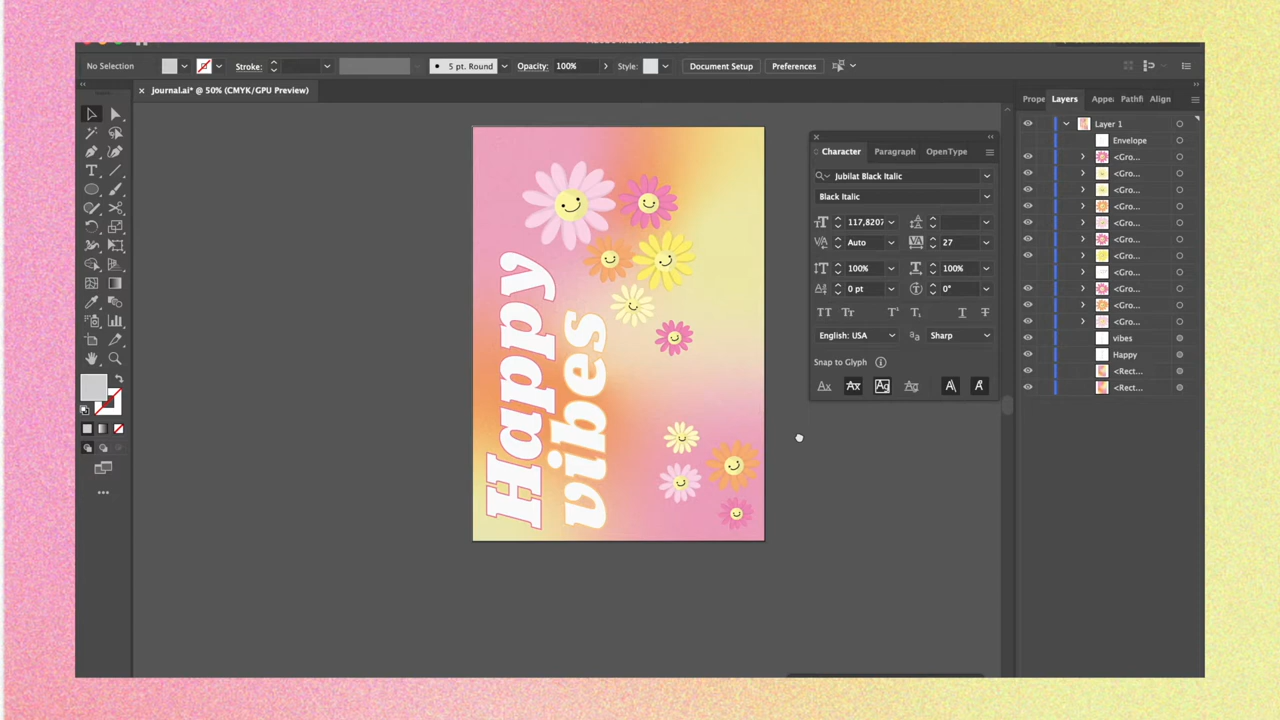 No Selection
Stroke:
5 pt. Round
Opacity: 100%
Style:
Document Setup
Preferences
journal.ai* @ 50% (CMYK/GPU Preview)
Happy
vibes
Character
Paragraph
OpenType
Jubilat Black Italic
Black Italic
117,8207
Auto
27
100%
100%
0 pt
0°
English: USA
Sharp
Snap to Glyph
Prope
Layers
Appea
Pathfi
Align
Layer 1
Envelope
<Gro...
<Gro...
<Gro...
<Gro...
<Gro...
<Gro...
<Gro...
<Gro...
<Gro...
<Gro...
<Gro...
vibes
Happy
<Rect...
<Rect...